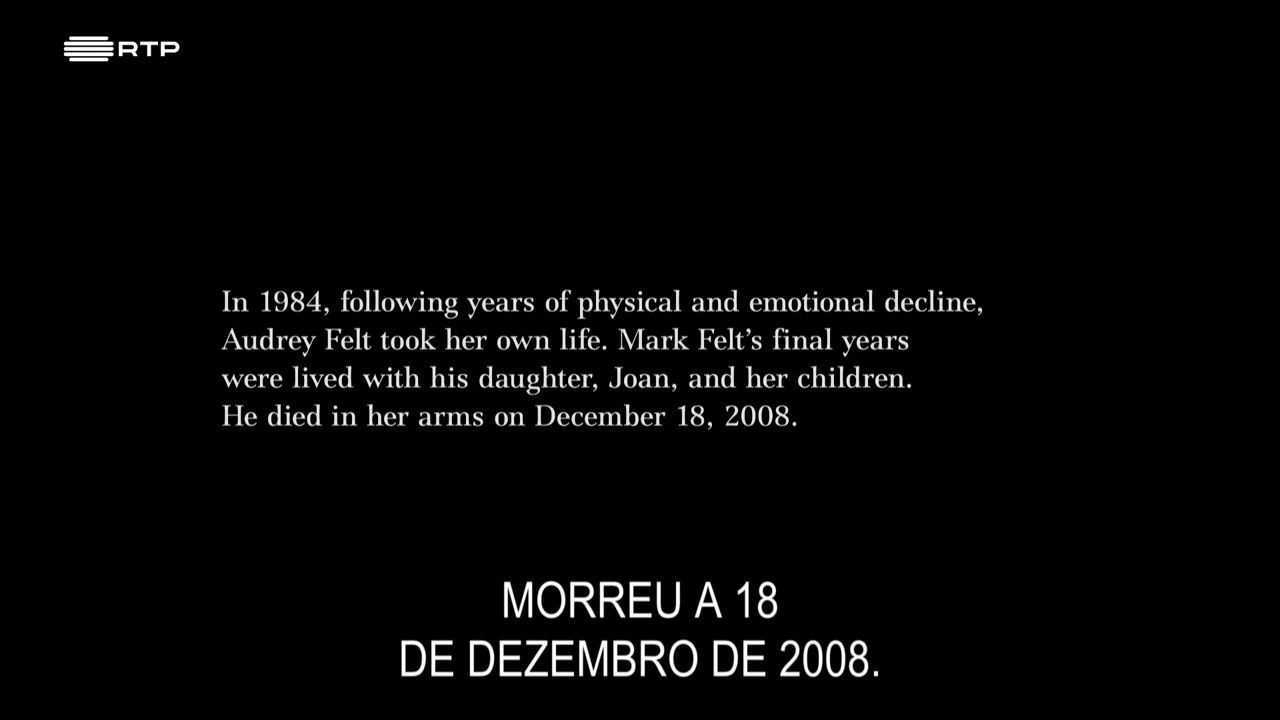 RTP
In 1984, following years of physical and emotional decline,
Audrey Felt took her own life. Mark Felt’s final years
were lived with his daughter, Joan, and her children.
He died in her arms on December 18, 2008.
MORREU A 18
DE DEZEMBRO DE 2008.